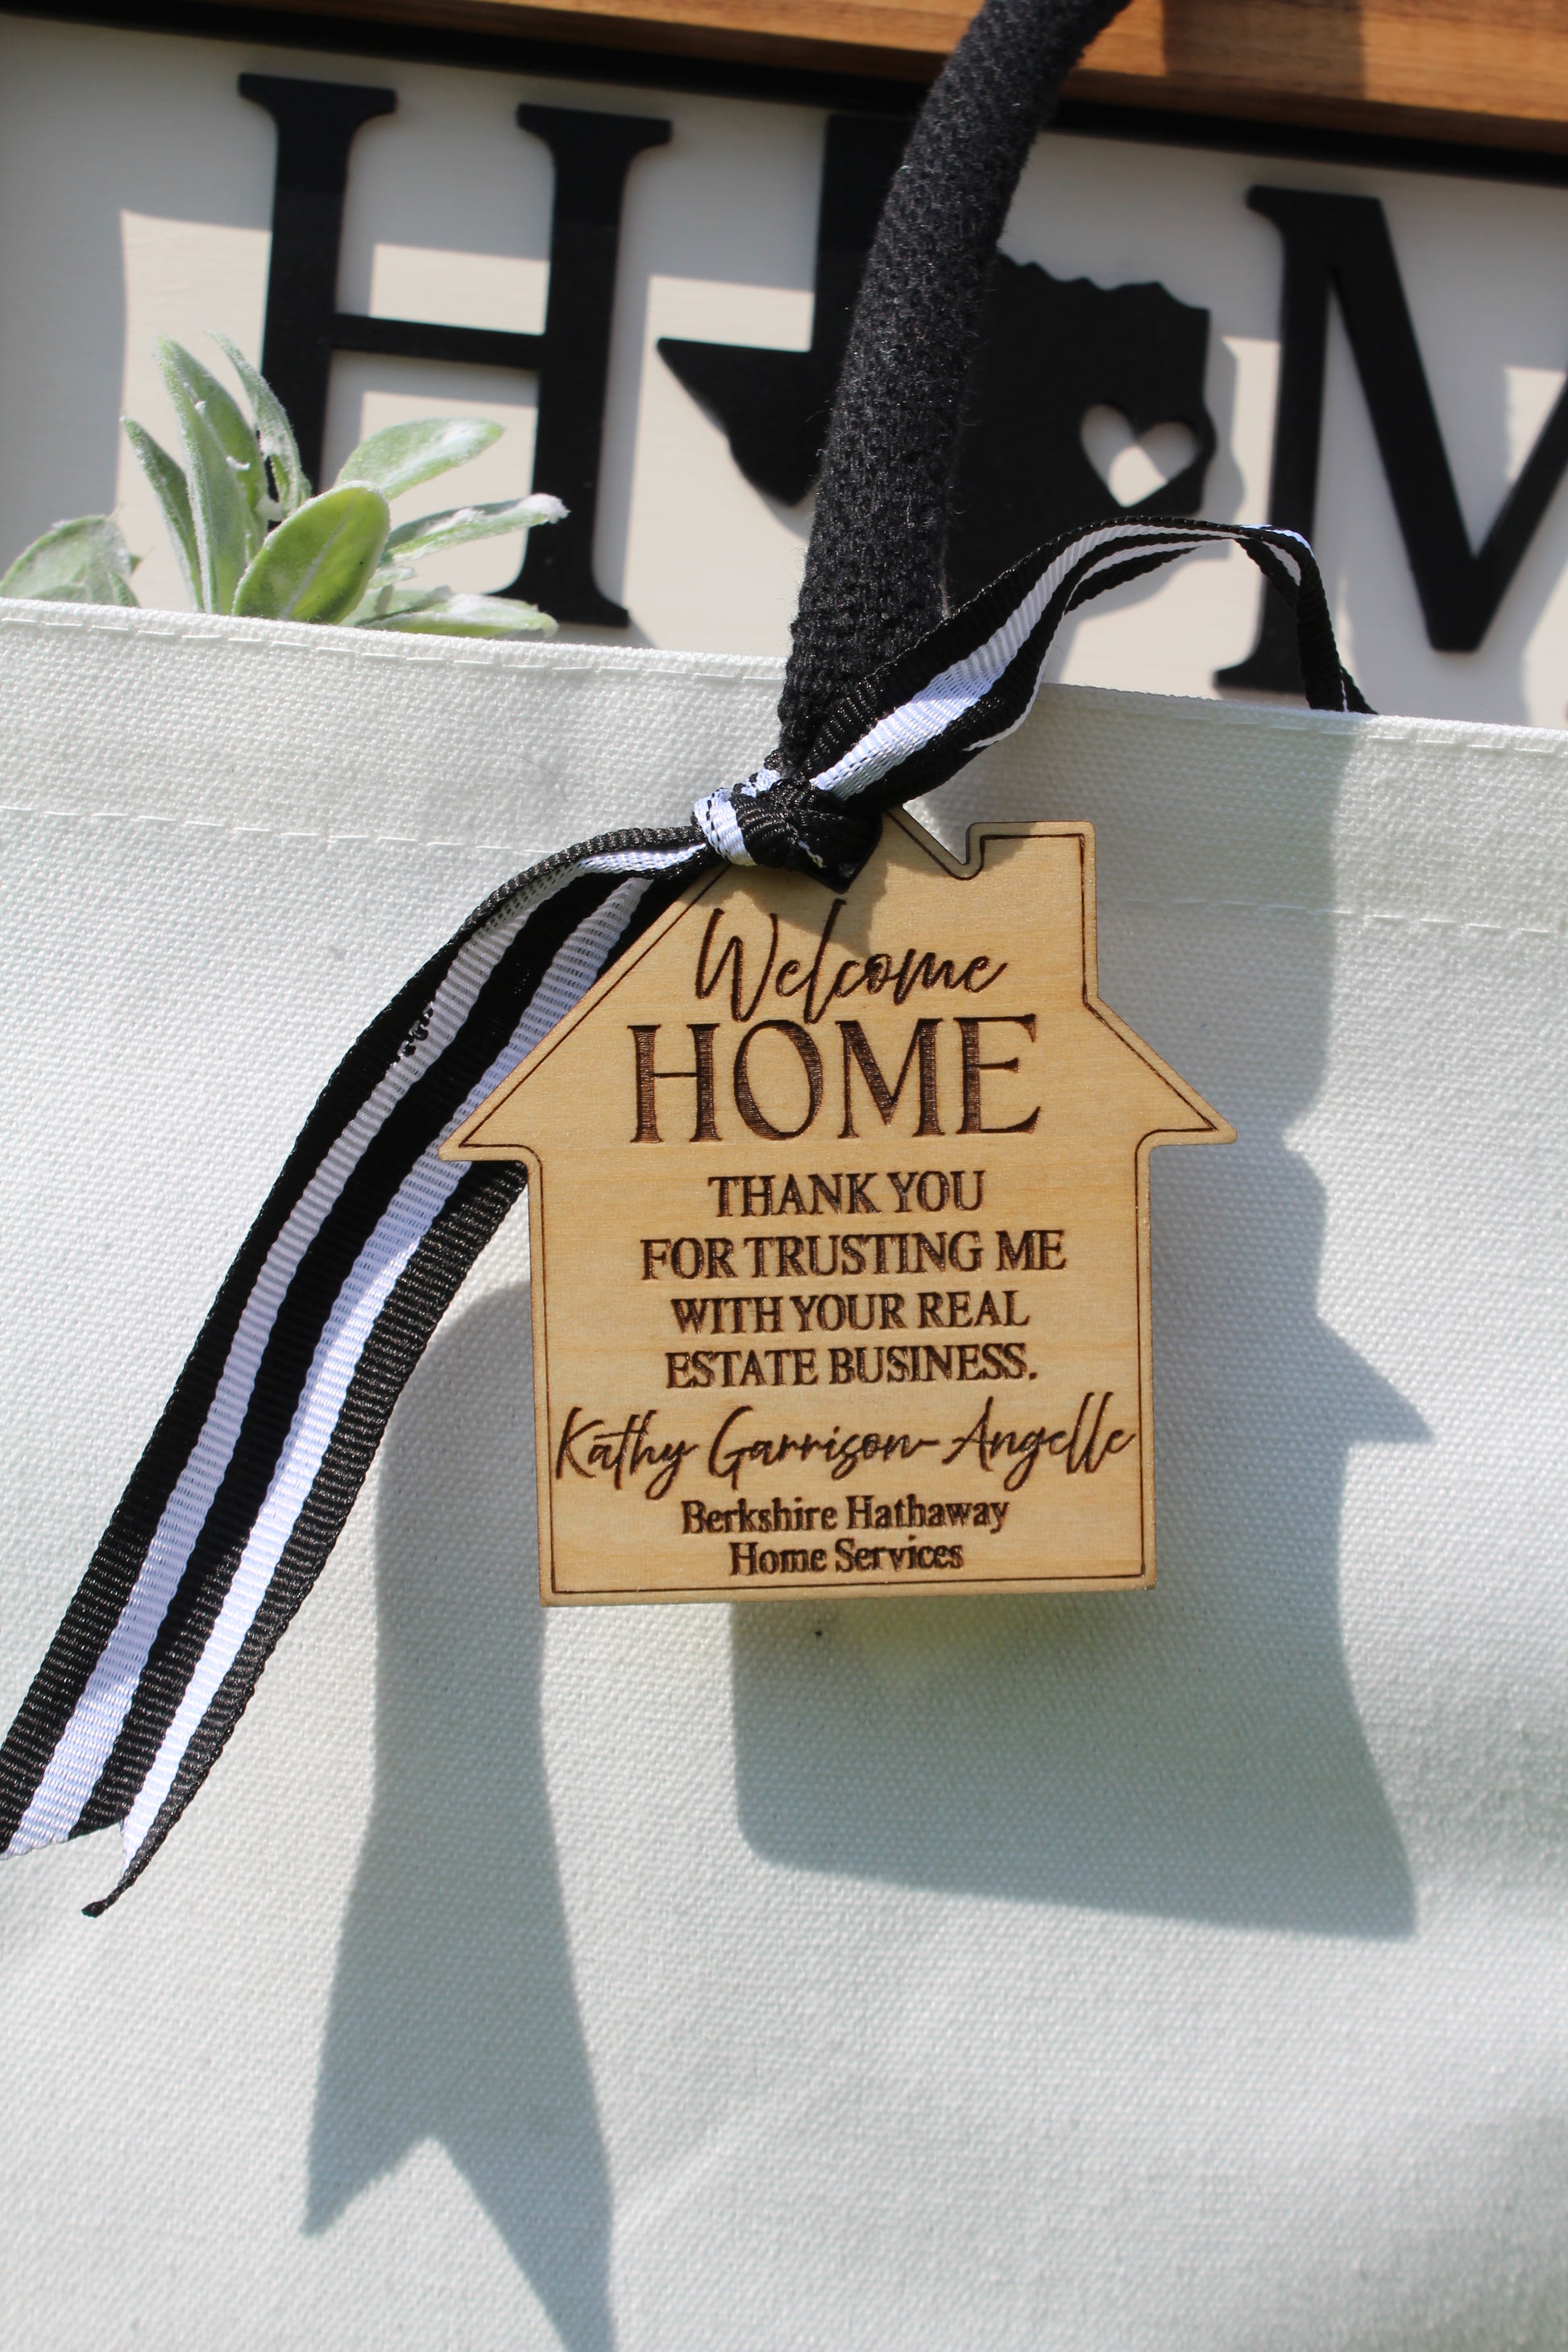 H M
Welcome
HOME
THANK YOU
FOR TRUSTING ME
WITH YOUR REAL
ESTATE BUSINESS.
Kathy Garrison-Angelle
Berkshire Hathaway
Home Services